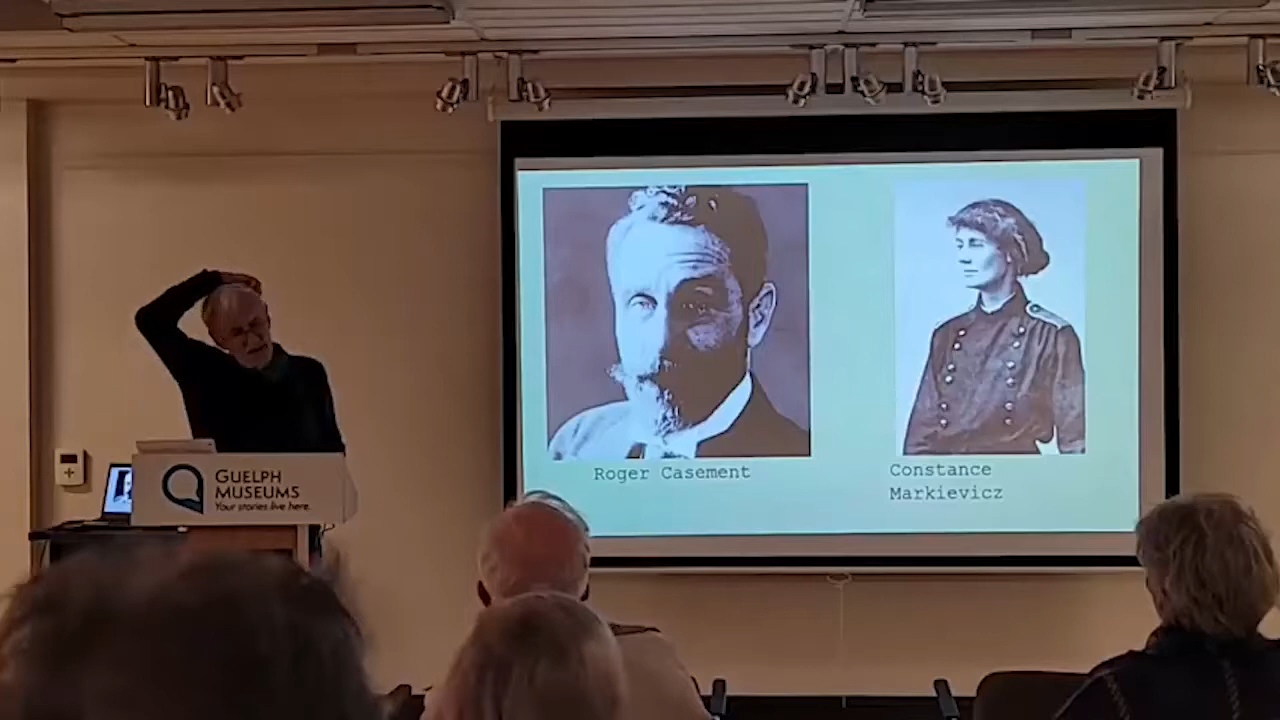 GUELPH
MUSEUMS
Your stories live here.
Roger Casement
Constance
Markievicz